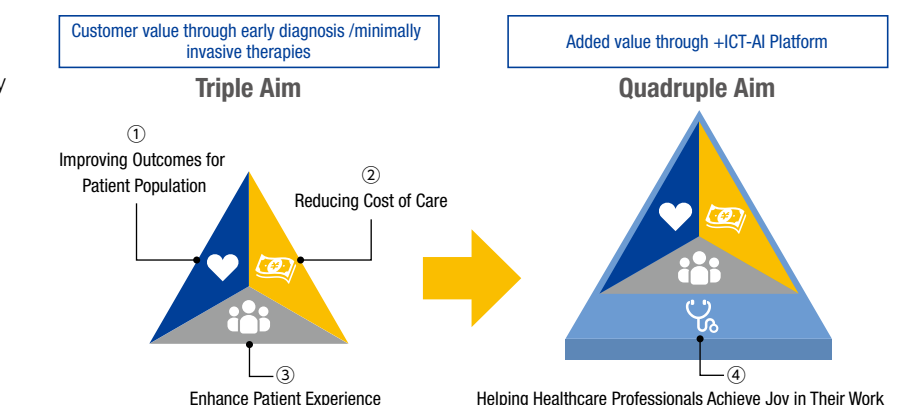 Customer value through early diagnosis /minimally
invasive therapies
Triple Aim
①
Improving Outcomes for
Patient Population
②
Reducing Cost of Care
③
Enhance Patient Experience
Added value through +ICT-AI Platform
Quadruple Aim
④
Helping Healthcare Professionals Achieve Joy in Their Work